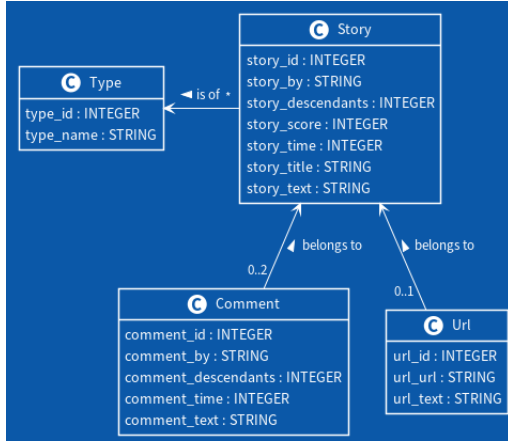 C Story
story_id : INTEGER
story_by : STRING
story_descendants : INTEGER
story_score : INTEGER
story_time : INTEGER
story_title : STRING
story_text : STRING
C Type
type_id : INTEGER
type_name : STRING
◄ is of *
belongs to
0..2
belongs to
0..1
C Comment
comment_id : INTEGER
comment_by : STRING
comment_descendants : INTEGER
comment_time : INTEGER
comment_text : STRING
C Url
url_id : INTEGER
url_url : STRING
url_text : STRING